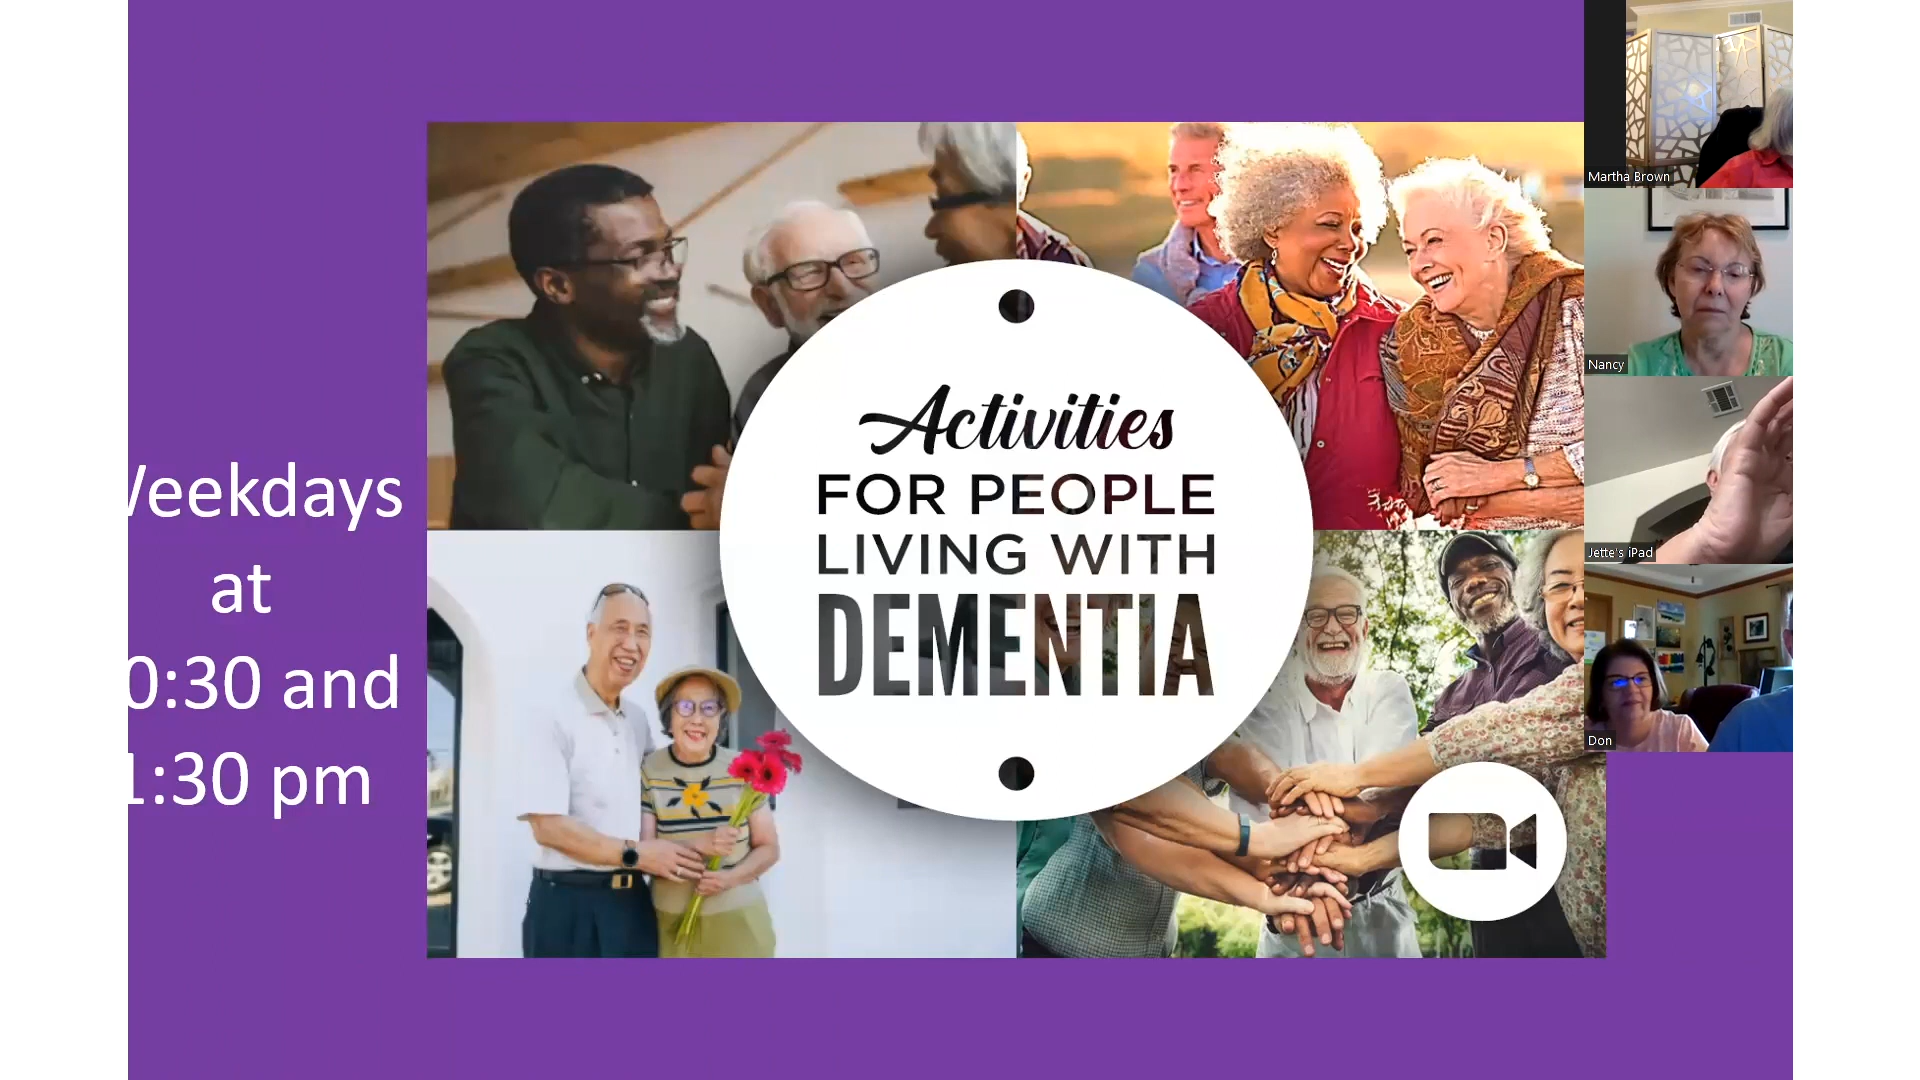 Weekdays
at
0:30 and
1:30 pm
Activities
FOR PEOPLE
LIVING WITH
DEMENTIA
Martha Brown
Nancy
Jette's iPad
Don